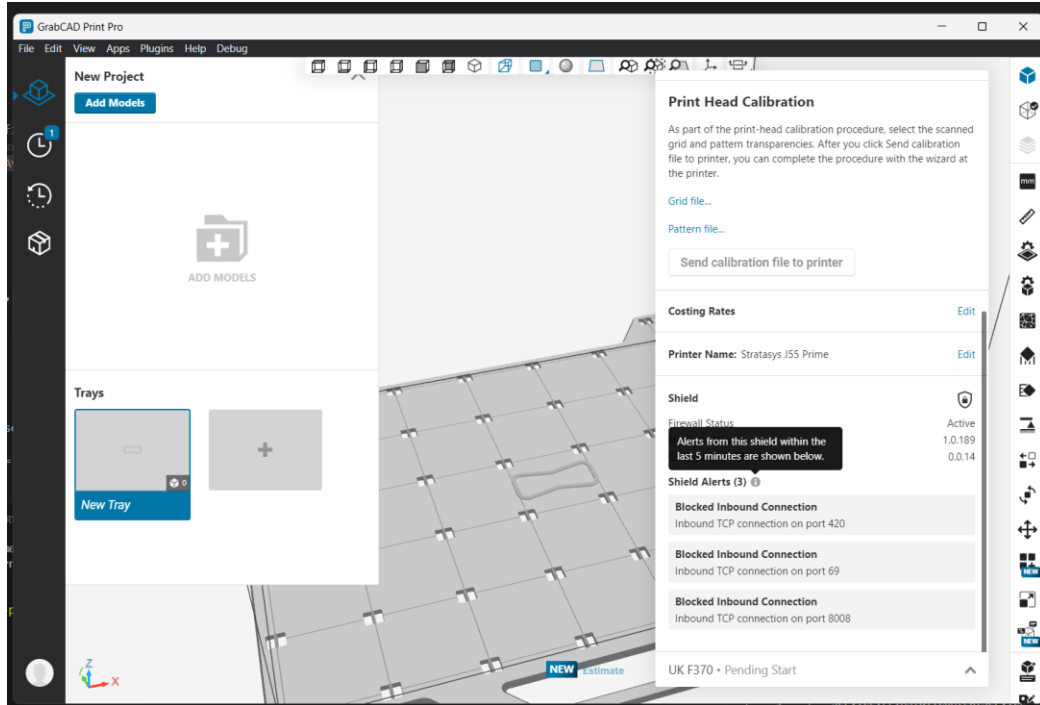 GrabCAD Print Pro
File Edit View Apps Plugins Help Debug
New Project
Add Models
1
ADD MODELS
Trays
0
New Tray
Z
X
NEW Estimate
Print Head Calibration
As part of the print-head calibration procedure, select the scanned
grid and pattern transparencies. After you click Send calibration
file to printer, you can complete the procedure with the wizard at
the printer.
Grid file...
Pattern file...
Send calibration file to printer
Costing Rates Edit
Printer Name: Stratasys J55 Prime Edit
Shield
Firewall Status Active
1.0.189
0.0.14
Alerts from this shield within the
last 5 minutes are shown below.
Shield Alerts (3)
Blocked Inbound Connection
Inbound TCP connection on port 420
Blocked Inbound Connection
Inbound TCP connection on port 69
Blocked Inbound Connection
Inbound TCP connection on port 8008
UK F370 • Pending Start
mm
NEW
NEW